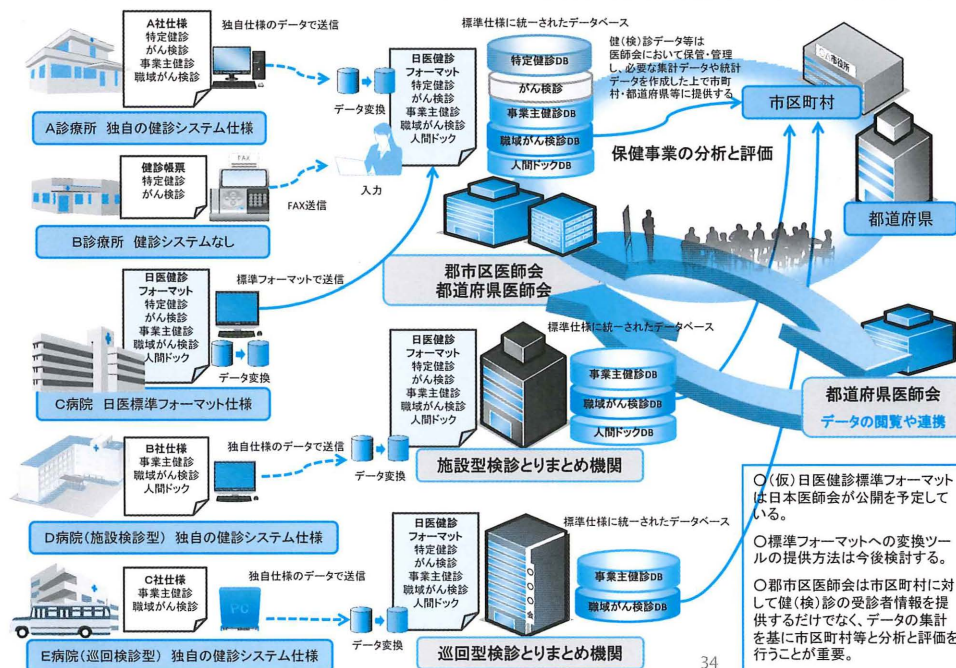 A社仕様
特定健診
がん検診
事業主健診
職域がん検診
独自仕様のデータで送信
データ変換
A診療所 独自の健診システム仕様
日医健診
フォーマット
特定健診
がん検診
事業主健診
職域がん検診
人間ドック
標準仕様に統一されたデータベース
特定健診DB
がん検診
事業主健診DB
職域がん検診DB
人間ドックDB
健(検)診データ等は
医師会において保管・管理
し、必要な集計データや統計
データを作成した上で市町
村・都道府県等に提供する
市役所
市区町村
保健事業の分析と評価
都道府県
健診帳票
特定健診
がん検診
FAX
FAX送信
入力
B診療所 健診システムなし
郡市区医師会
都道府県医師会
日医健診
フォーマット
特定健診
がん検診
事業主健診
職域がん検診
人間ドック
標準フォーマットで送信
データ変換
C病院 日医標準フォーマット仕様
日医健診
フォーマット
特定健診
がん検診
事業主健診
職域がん検診
人間ドック
標準仕様に統一されたデータベース
事業主健診DB
職域がん検診DB
人間ドックDB
都道府県医師会
データの閲覧や連携
B社仕様
事業主健診
職域がん検診
人間ドック
独自仕様のデータで送信
データ変換
施設型検診とりまとめ機関
D病院(施設検診型) 独自の健診システム仕様
C社仕様
事業主健診
職域がん検診
PC
独自仕様のデータで送信
データ変換
日医健診
フォーマット
特定健診
がん検診
事業主健診
職域がん検診
人間ドック
標準仕様に統一されたデータベース
事業主健診DB
職域がん検診DB
E病院(巡回検診型) 独自の健診システム仕様
巡回型検診とりまとめ機関
○(仮)日医健診標準フォーマット
は日本医師会が公開を予定して
いる。
○標準フォーマットへの変換ツー
ルの提供方法は今後検討する。
○郡市区医師会は市区町村に対
して健(検)診の受診者情報を提
供するだけでなく、データの集計
を基に市区町村等と分析と評価を
行うことが重要。
34